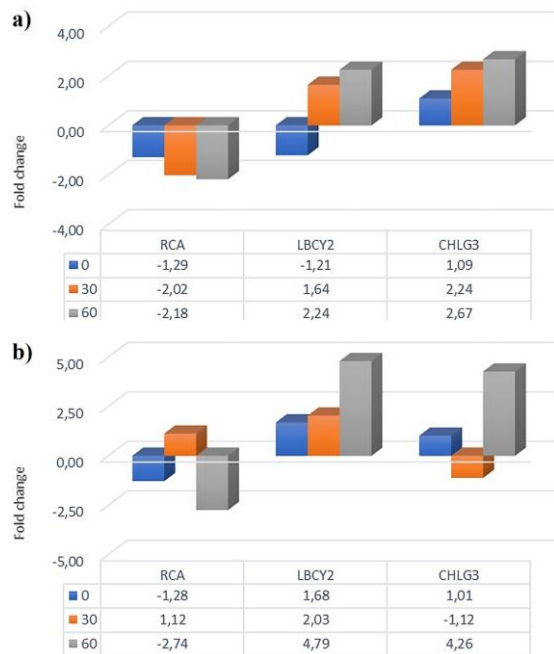 a)
Fold change
4,00
2,00
0,00
-2,00
-4,00
RCA LBCY2 CHLG3
0 -1,29 -1,21 1,09
30 -2,02 1,64 2,24
60 -2,18 2,24 2,67
b)
Fold change
5,00
2,50
0,00
-2,50
-5,00
RCA LBCY2 CHLG3
0 -1,28 1,68 1,01
30 1,12 2,03 -1,12
60 -2,74 4,79 4,26